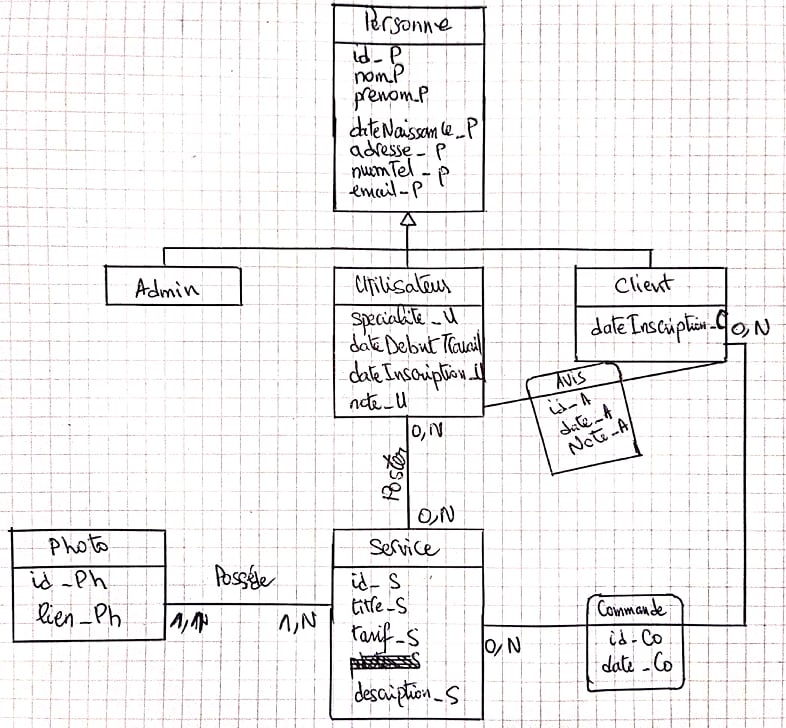 Personne
id_P
nom_P
prenom_P
dateNaissance_P
adresse_P
numTel_P
email_P
Admin
Utilisateur
specialite_U
dateDebutTravail
dateInscription_U
note_U
Client
dateInscription_C
0,N
AVIS
id_A
date_A
Note_A
0,N
Poster
0,N
Photo
id_Ph
lien_Ph
Possède
1,1
1,N
Service
id_S
titre_S
tarif_S
description_S
0,N
Commande
id_Co
date_Co